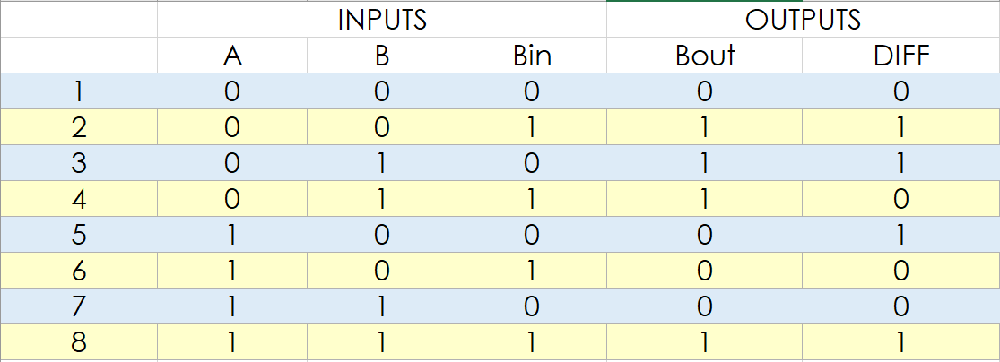 INPUTS OUTPUTS
A B Bin Bout DIFF
1 0 0 0 0 0
2 0 0 1 1 1
3 0 1 0 1 1
4 0 1 1 1 0
5 1 0 0 0 1
6 1 0 1 0 0
7 1 1 0 0 0
8 1 1 1 1 1